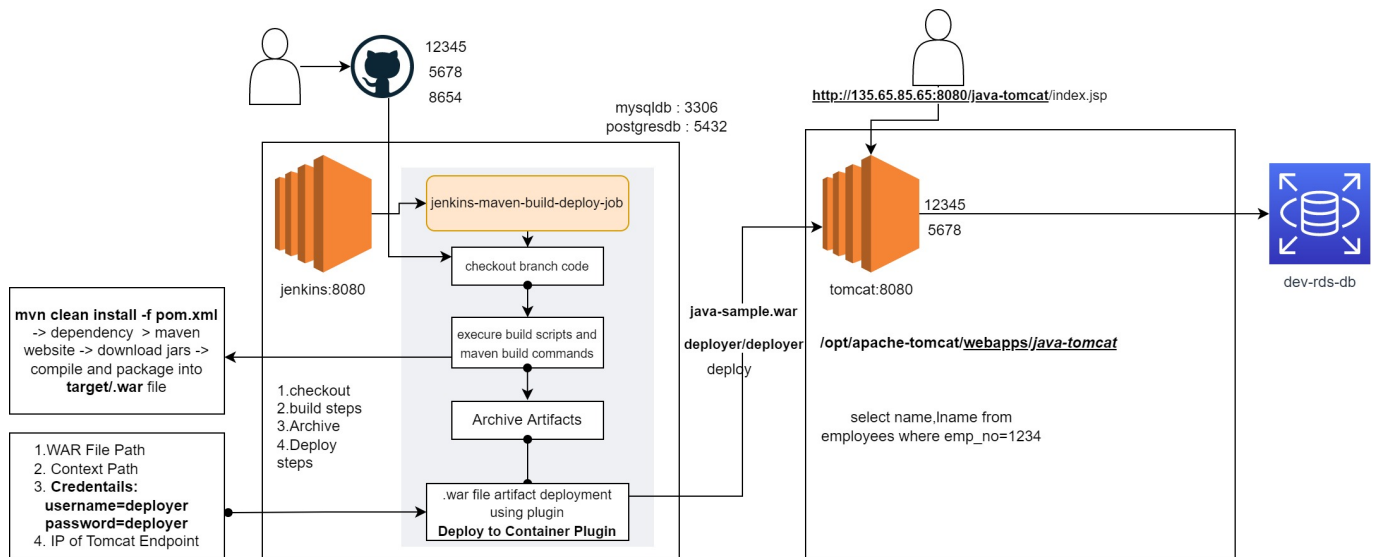 12345
5678
8654
mysqldb : 3306
postgresdb : 5432
http://135.65.85.65:8080/java-tomcat/index.jsp
jenkins-maven-build-deploy-job
checkout branch code
jenkins:8080
execure build scripts and
maven build commands
Archive Artifacts
.war file artifact deployment
using plugin
Deploy to Container Plugin
mvn clean install -f pom.xml
-> dependency > maven
website -> download jars ->
compile and package into
target/.war file
1.checkout
2.build steps
3.Archive
4.Deploy
steps
1.WAR File Path
2. Context Path
3. Credentails:
username=deployer
password=deployer
4. IP of Tomcat Endpoint
java-sample.war
deployer/deployer
deploy
12345
5678
tomcat:8080
/opt/apache-tomcat/webapps/java-tomcat
select name,lname from
employees where emp_no=1234
dev-rds-db